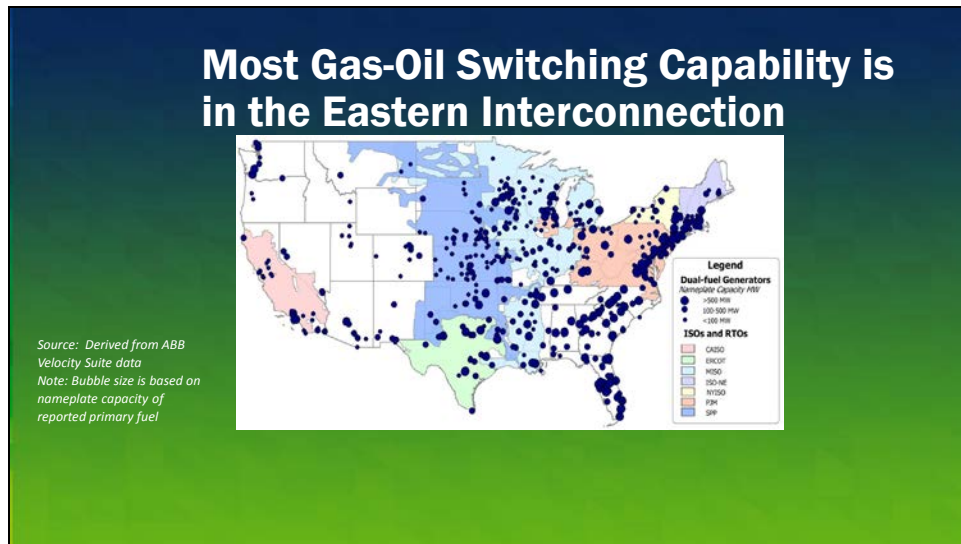 Most Gas-Oil Switching Capability is
in the Eastern Interconnection
Source: Derived from ABB
Velocity Suite data
Note: Bubble size is based on
nameplate capacity of
reported primary fuel
Legend
Dual-fuel Generators
Nameplate Capacity MW
>500 MW
100-500 MW
<100 MW
ISOs and RTOs
CAISO
ERCOT
MISO
ISO-NE
NYISO
PJM
SPP